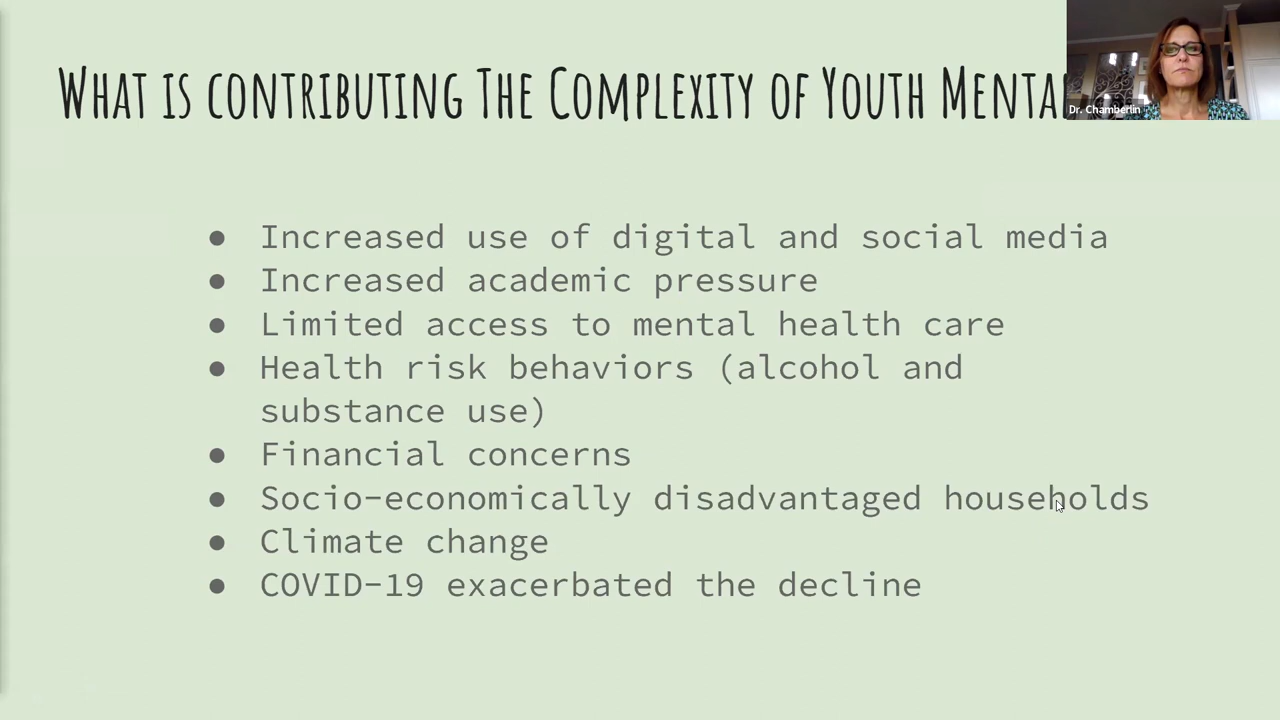 What is contributing The Complexity of Youth Mental
Dr. Chamberlin
● Increased use of digital and social media
● Increased academic pressure
● Limited access to mental health care
● Health risk behaviors (alcohol and
substance use)
● Financial concerns
● Socio-economically disadvantaged households
● Climate change
● COVID-19 exacerbated the decline